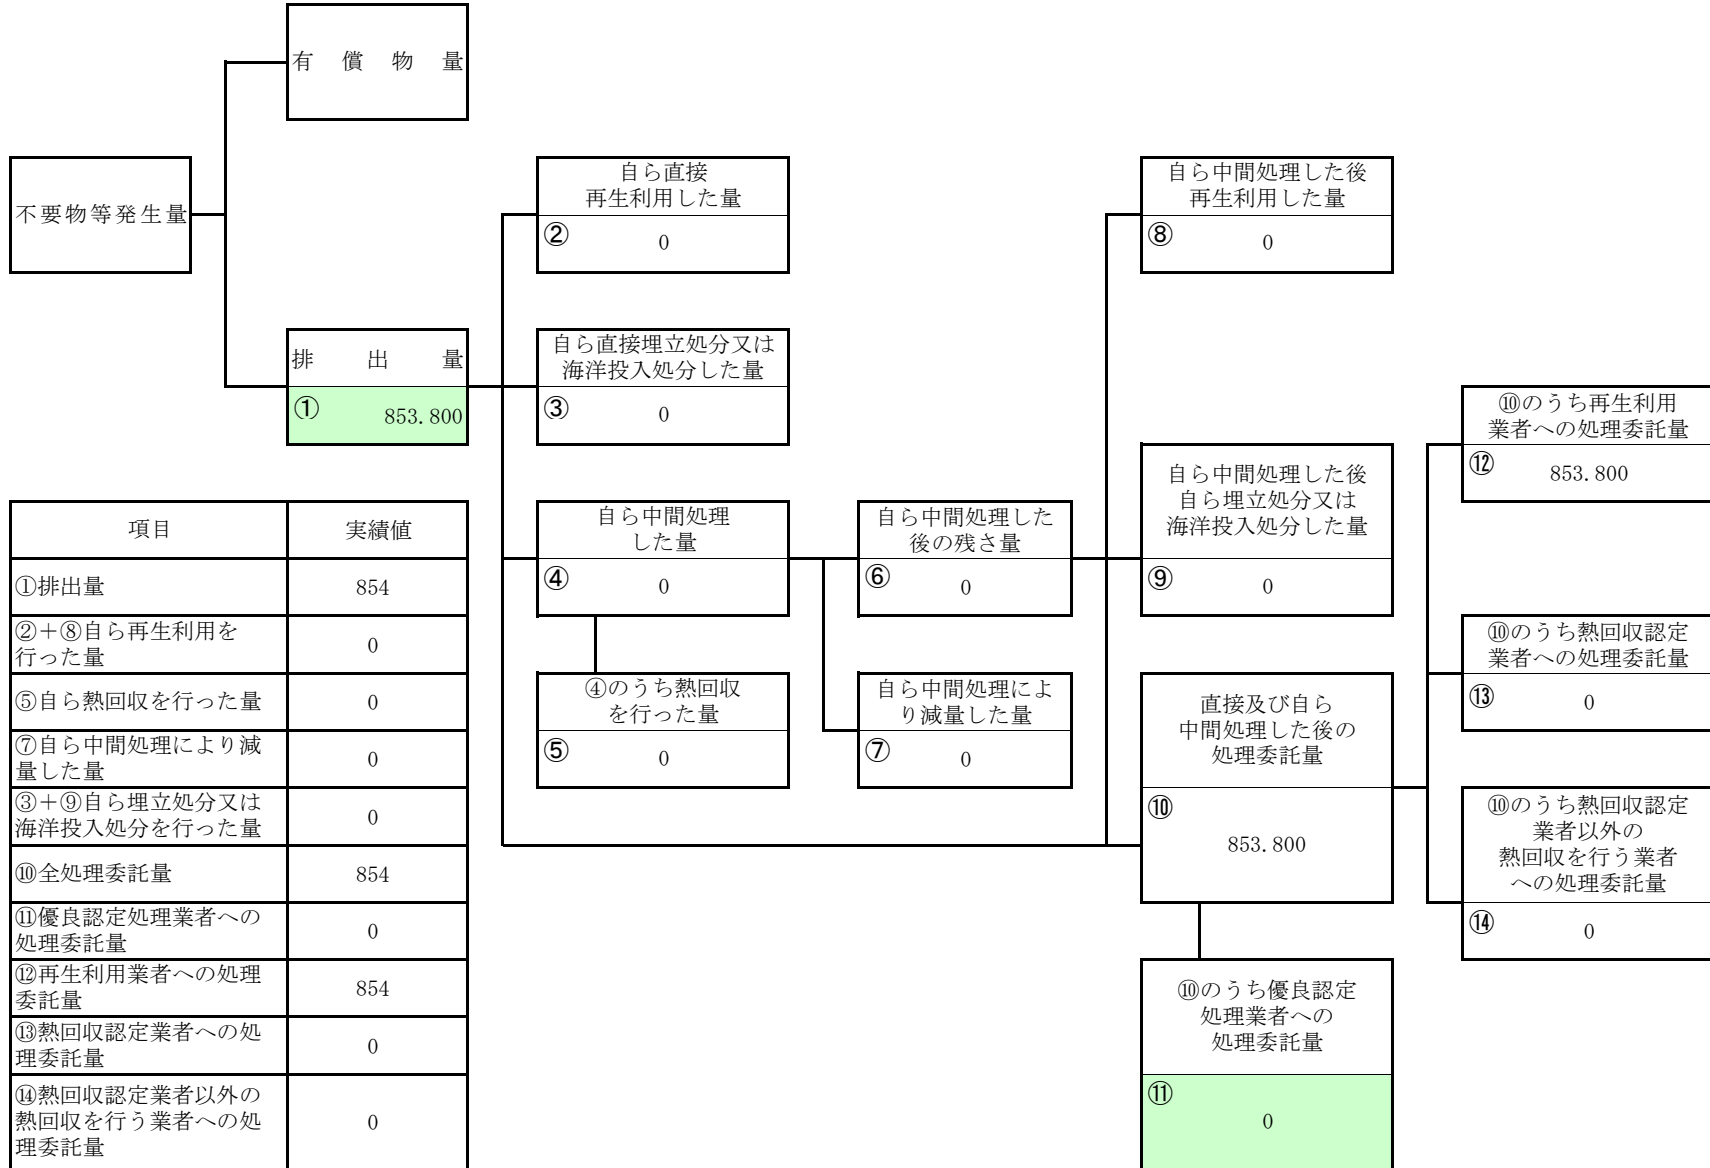 有償物量
不要物等発生量
排出量
① 853.800
自ら直接
再生利用した量
② 0
自ら直接埋立処分又は
海洋投入処分した量
③ 0
自ら中間処理
した量
④ 0
④のうち熱回収
を行った量
⑤ 0
自ら中間処理した
後の残さ量
⑥ 0
自ら中間処理によ
り減量した量
⑦ 0
自ら中間処理した後
再生利用した量
⑧ 0
自ら中間処理した後
自ら埋立処分又は
海洋投入処分した量
⑨ 0
直接及び自ら
中間処理した後の
処理委託量
⑩
853.800
⑩のうち優良認定
処理業者への
処理委託量
⑪
0
⑩のうち再生利用
業者への処理委託量
⑫ 853.800
⑩のうち熱回収認定
業者への処理委託量
⑬ 0
⑩のうち熱回収認定
業者以外の
熱回収を行う業者
への処理委託量
⑭ 0
項目 実績値
①排出量 854
②+⑧自ら再生利用を
行った量 0
⑤自ら熱回収を行った量 0
⑦自ら中間処理により減
量した量 0
③+⑨自ら埋立処分又は
海洋投入処分を行った量 0
⑩全処理委託量 854
⑪優良認定処理業者への
処理委託量 0
⑫再生利用業者への処理
委託量 854
⑬熱回収認定業者への処
理委託量 0
⑭熱回収認定業者以外の
熱回収を行う業者への処
理委託量 0